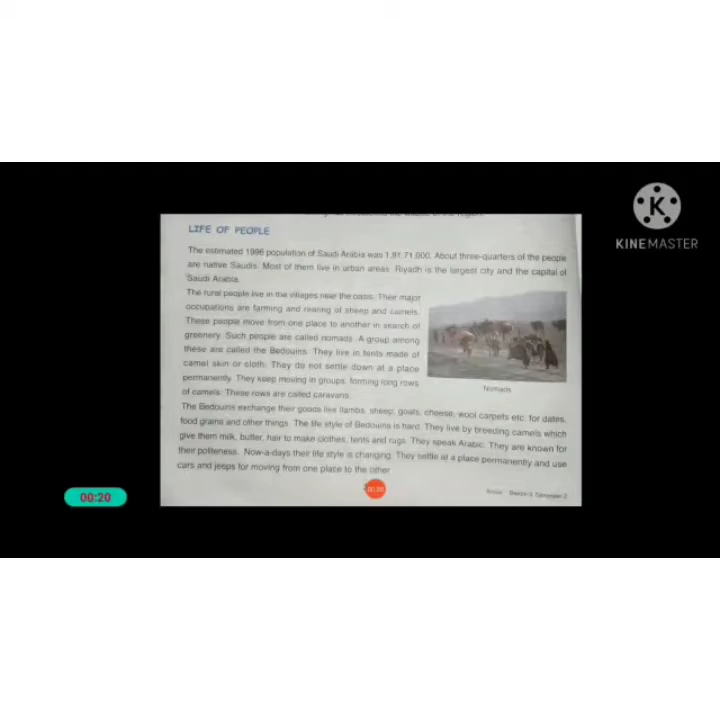 KINEMASTER
LIFE OF PEOPLE
The estimated 1996 population of Saudi Arabia was 1,91,71,000. About three-quarters of the people
are native Saudis. Most of them live in urban areas. Riyadh is the largest city and the capital of
Saudi Arabia.
The rural people live in the villages near the oasis. Their major
occupations are farming and rearing of sheep and camels.
These people move from one place to another in search of
greenery. Such people are called nomads. A group among
these are called the Bedouins. They live in tents made of
camel skin or cloth. They do not settle down at a place
permanently. They keep moving in groups, forming long rows
of camels. These rows are called caravans.
Nomads
The Bedouins exchange their goods like llambs, sheep, goats, cheese, wool carpets etc. for dates,
food grains and other things. The life style of Bedouins is hard. They live by breeding camels which
give them milk, butter, hair to make clothes, tents and rugs. They speak Arabic. They are known for
their politeness. Now-a-days their life style is changing. They settle at a place permanently and use
cars and jeeps for moving from one place to the other
00:20